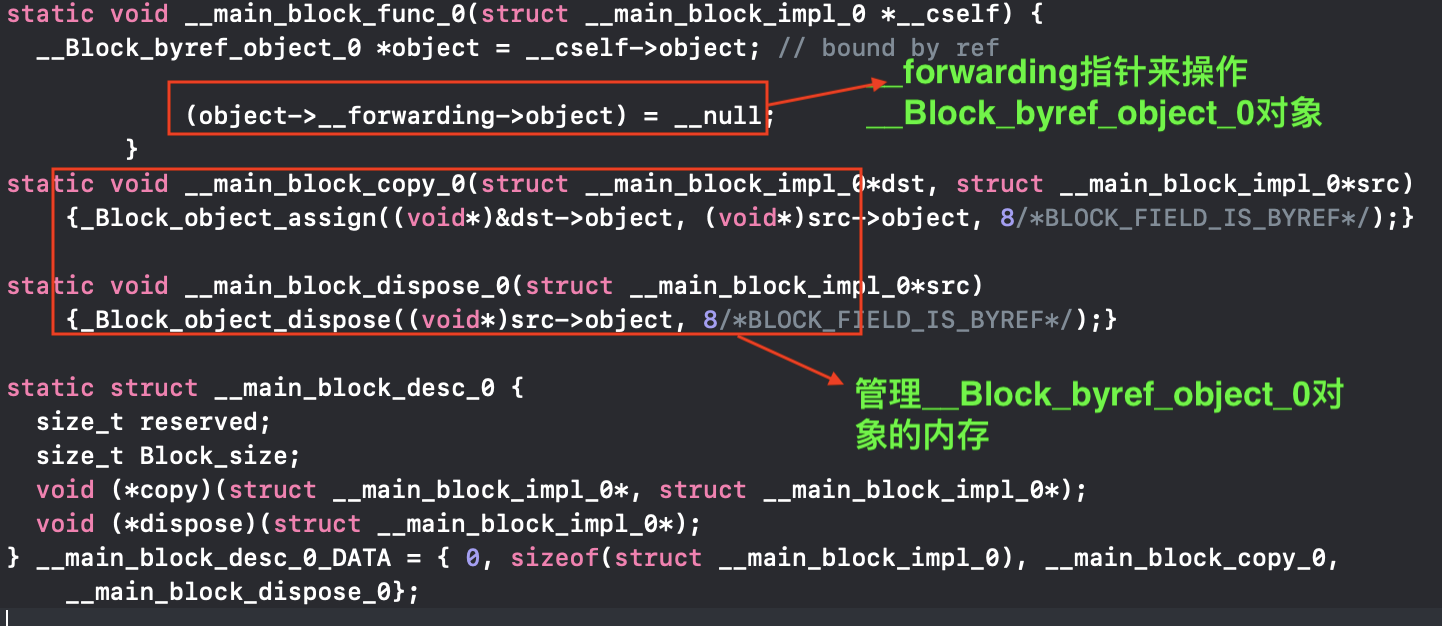 static void __main_block_func_0(struct __main_block_impl_0 *__cself) {
__Block_byref_object_0 *object = __cself->object; // bound by ref
__forwarding指针来操作
__Block_byref_object_0对象
(object->__forwarding->object) = __null;
}
static void __main_block_copy_0(struct __main_block_impl_0*dst, struct __main_block_impl_0*src)
{_Block_object_assign((void*)&dst->object, (void*)src->object, 8/*BLOCK_FIELD_IS_BYREF*/);}
static void __main_block_dispose_0(struct __main_block_impl_0*src)
{_Block_object_dispose((void*)src->object, 8/*BLOCK_FIELD_IS_BYREF*/);}
static struct __main_block_desc_0 {
size_t reserved;
size_t Block_size;
管理__Block_byref_object_0对
象的内存
void (*copy)(struct __main_block_impl_0*, struct __main_block_impl_0*);
void (*dispose)(struct __main_block_impl_0*);
} __main_block_desc_0_DATA = { 0, sizeof(struct __main_block_impl_0), __main_block_copy_0,
__main_block_dispose_0};